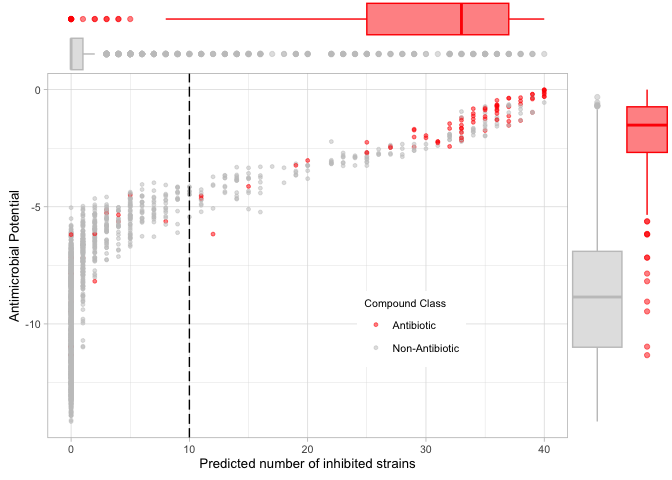 0
-5
-10
Antimicrobial Potential
Compound Class
Antibiotic
Non-Antibiotic
0 10 20 30 40
Predicted number of inhibited strains